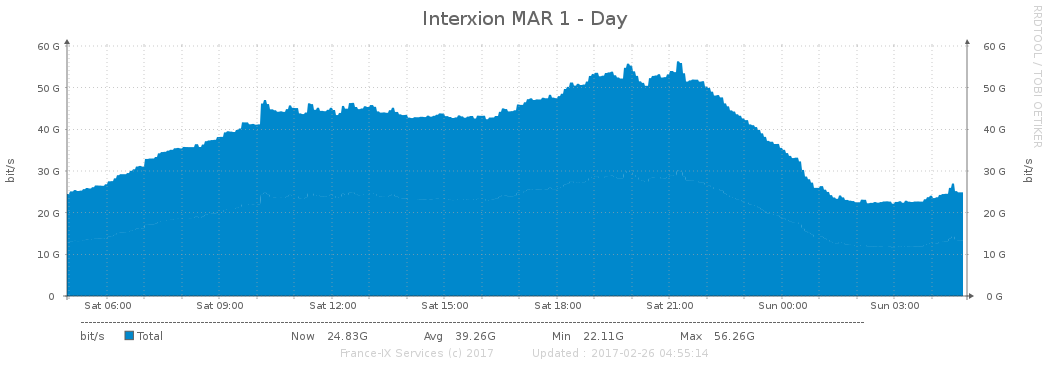 Interxion MAR 1 - Day
RRDTOOL / TOBI OETIKER
60 G 60 G
50 G 50 G
40 G 40 G
30 G 30 G
20 G 20 G
10 G 10 G
0 0 G
bit/s bit/s
Sat 06:00 Sat 09:00 Sat 12:00 Sat 15:00 Sat 18:00 Sat 21:00 Sun 00:00 Sun 03:00
bit/s Total Now 24.83G Avg 39.26G Min 22.11G Max 56.26G
France-IX Services (c) 2017 Updated : 2017-02-26 04:55:14